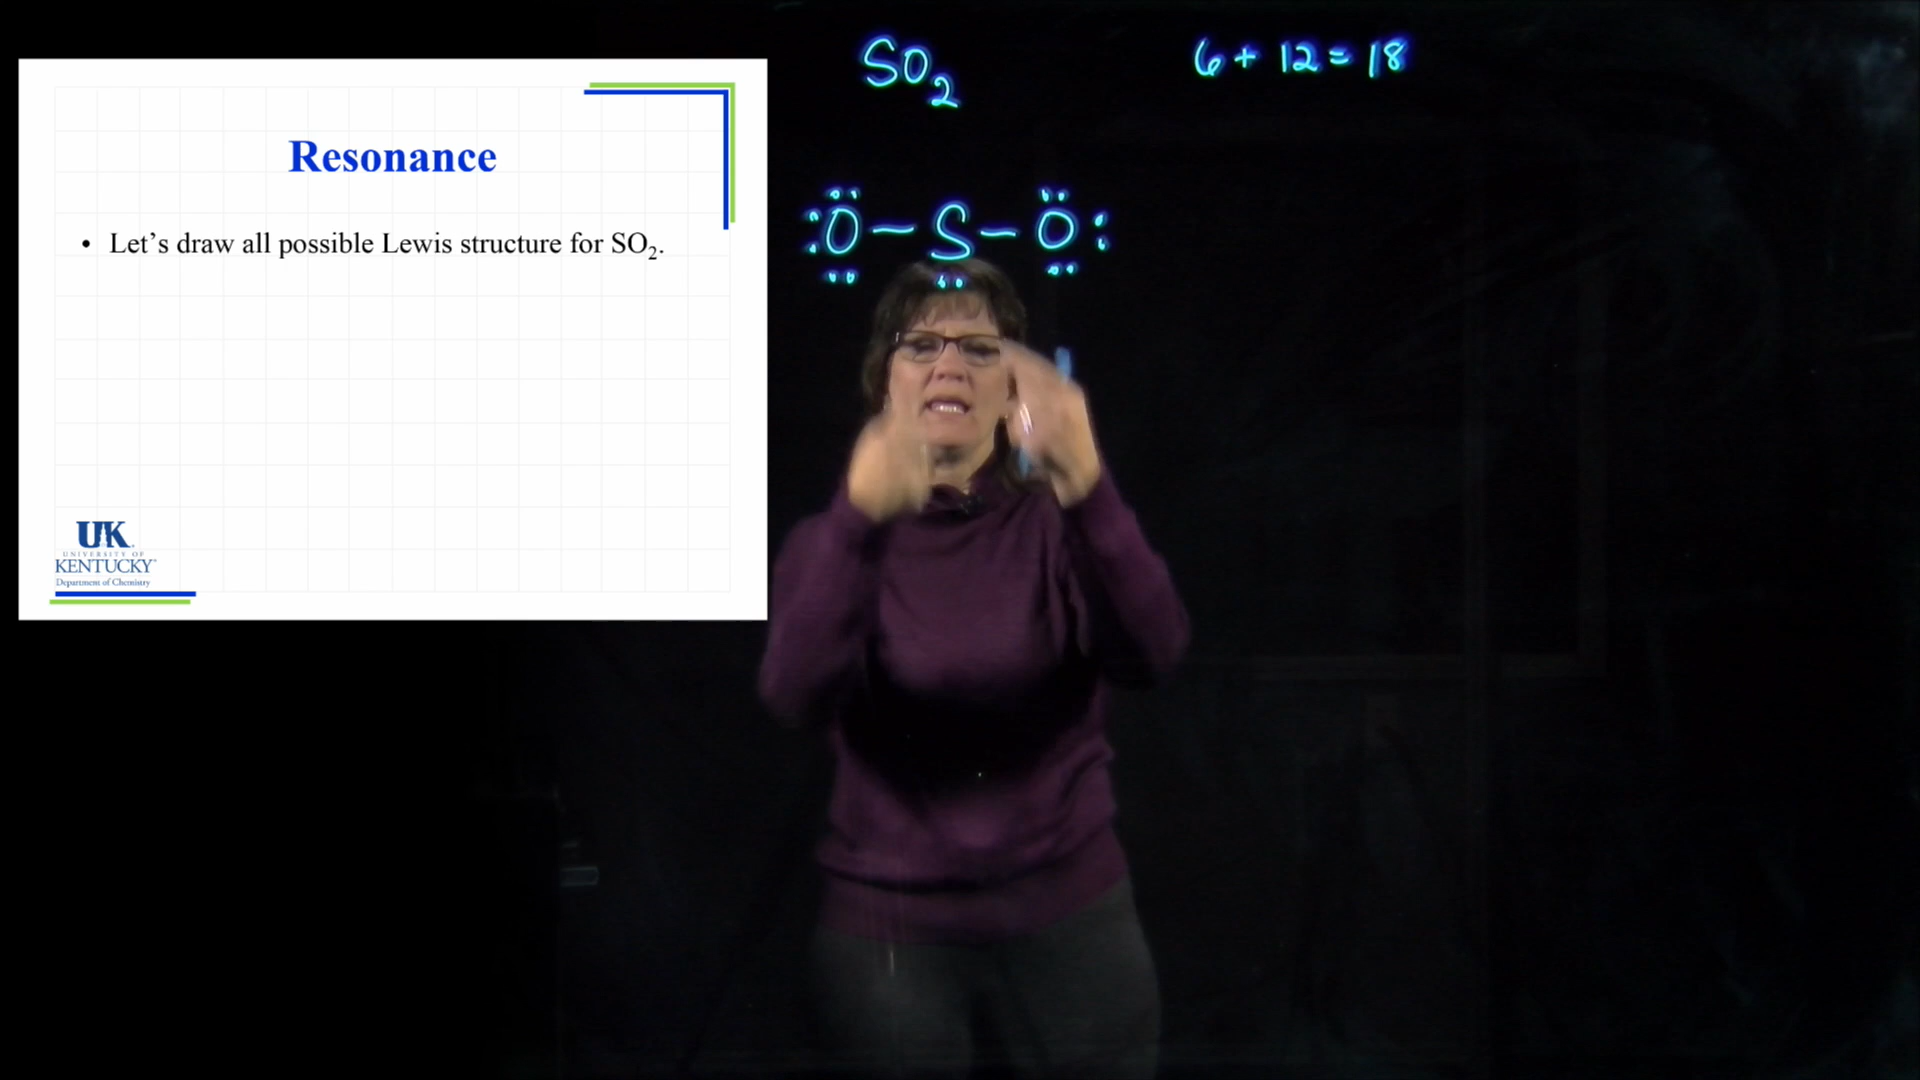 Resonance
• Let's draw all possible Lewis structure for SO₂.
UK
UNIVERSITY OF
KENTUCKY™
Department of Chemistry
SO₂
6 + 12 = 18
:O - S - O: